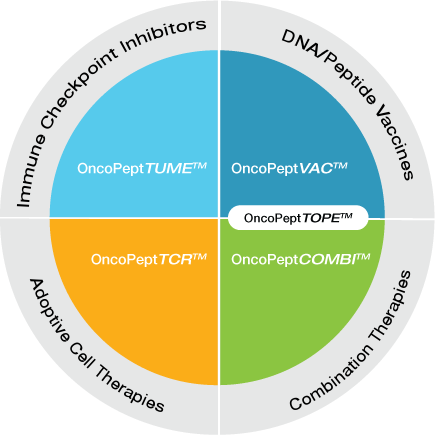 Immune Checkpoint Inhibitors
DNA/Peptide Vaccines
OncoPeptTUME™
OncoPeptVAC™
OncoPeptTOPE™
OncoPeptTCR™
OncoPeptCOMBI™
Adoptive Cell Therapies
Combination Therapies